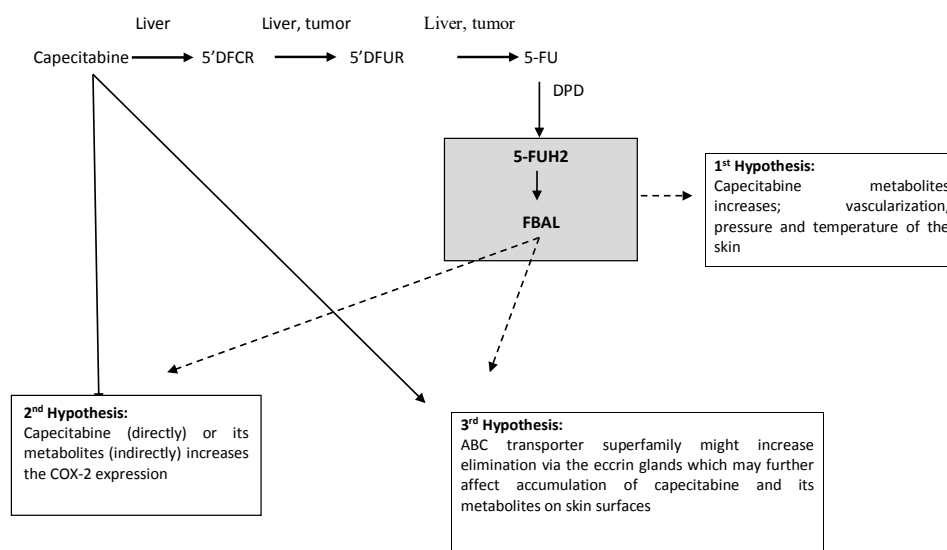 Liver
Liver, tumor
Liver, tumor
Capecitabine
5'DFCR
5'DFUR
5-FU
DPD
5-FUH2
FBAL
1st Hypothesis:
Capecitabine metabolites
increases; vascularization,
pressure and temperature of the
skin
2nd Hypothesis:
Capecitabine (directly) or its
metabolites (indirectly) increases
the COX-2 expression
3rd Hypothesis:
ABC transporter superfamily might increase
elimination via the eccrin glands which may further
affect accumulation of capecitabine and its
metabolites on skin surfaces